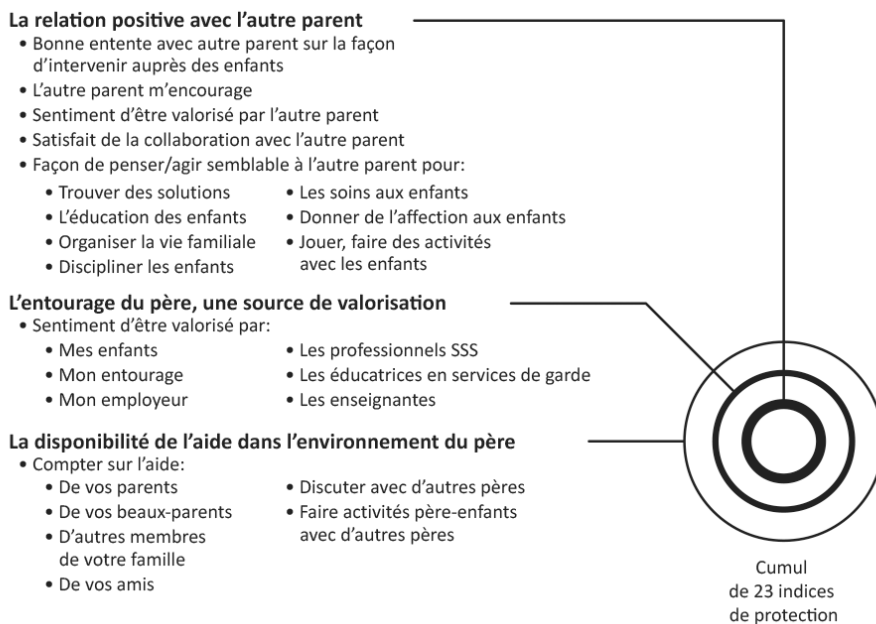 La relation positive avec l'autre parent
• Bonne entente avec autre parent sur la façon
d'intervenir auprès des enfants
• L'autre parent m'encourage
• Sentiment d'être valorisé par l'autre parent
• Satisfait de la collaboration avec l'autre parent
• Façon de penser/agir semblable à l'autre parent pour:
• Trouver des solutions
• L'éducation des enfants
• Organiser la vie familiale
• Discipliner les enfants
• Les soins aux enfants
• Donner de l'affection aux enfants
• Jouer, faire des activités
avec les enfants
L'entourage du père, une source de valorisation
• Sentiment d'être valorisé par:
• Mes enfants
• Mon entourage
• Mon employeur
• Les professionnels SSS
• Les éducatrices en services de garde
• Les enseignantes
La disponibilité de l'aide dans l'environnement du père
• Compter sur l'aide:
• De vos parents
• De vos beaux-parents
• D'autres membres
de votre famille
• De vos amis
• Discuter avec d'autres pères
• Faire activités père-enfants
avec d'autres pères
Cumul
de 23 indices
de protection